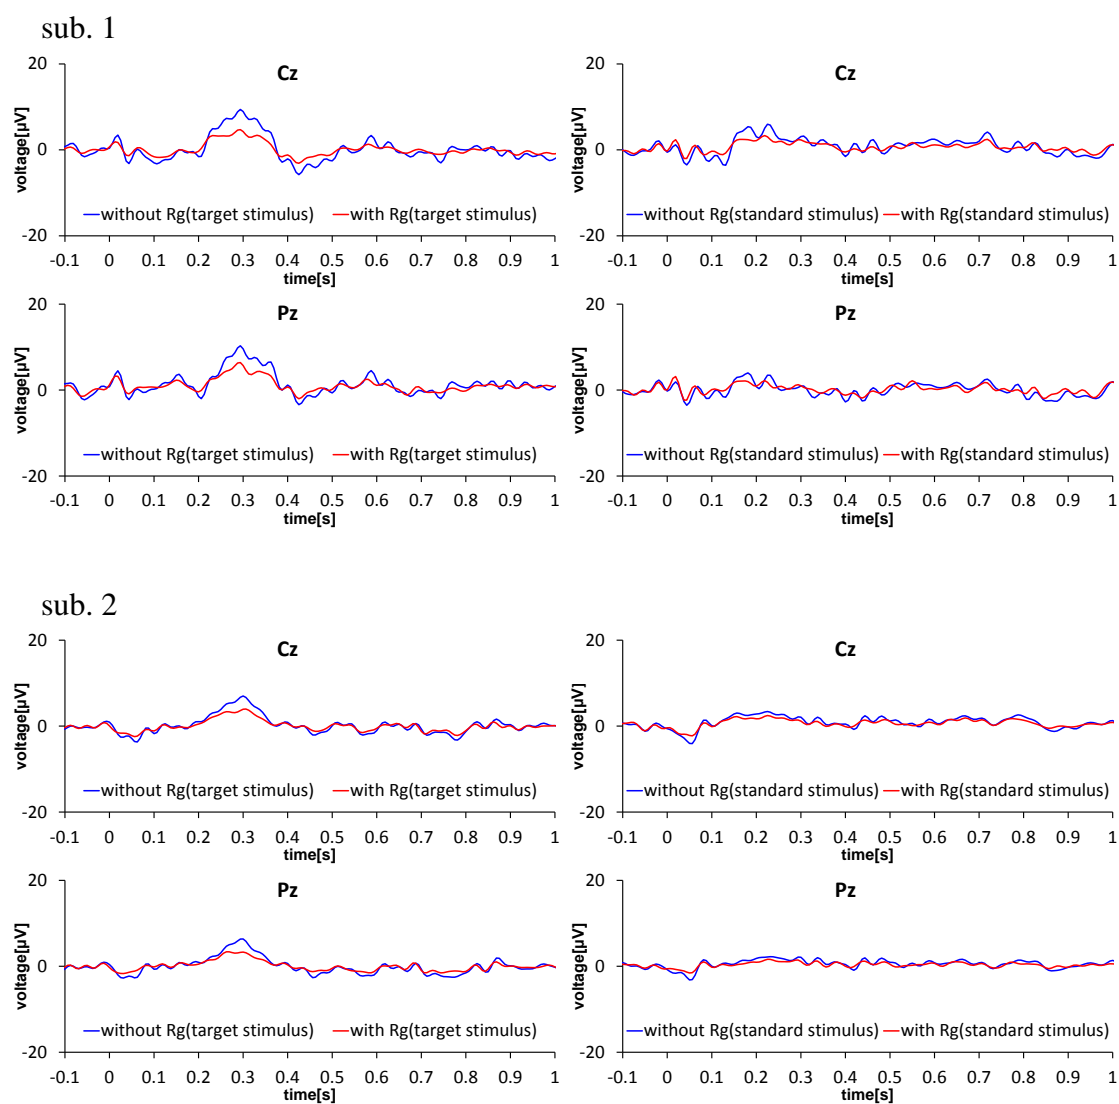 sub. 1
Cz
voltage[µV]
20
0
-20
without Rg(target stimulus) with Rg(target stimulus)
-0.1 0 0.1 0.2 0.3 0.4 0.5 0.6 0.7 0.8 0.9 1
time[s]
Cz
voltage[µV]
20
0
-20
without Rg(standard stimulus) with Rg(standard stimulus)
-0.1 0 0.1 0.2 0.3 0.4 0.5 0.6 0.7 0.8 0.9 1
time[s]
Pz
voltage[µV]
20
0
-20
without Rg(target stimulus) with Rg(target stimulus)
-0.1 0 0.1 0.2 0.3 0.4 0.5 0.6 0.7 0.8 0.9 1
time[s]
Pz
voltage[µV]
20
0
-20
without Rg(standard stimulus) with Rg(standard stimulus)
-0.1 0 0.1 0.2 0.3 0.4 0.5 0.6 0.7 0.8 0.9 1
time[s]
sub. 2
Cz
voltage[µV]
20
0
-20
without Rg(target stimulus) with Rg(target stimulus)
-0.1 0 0.1 0.2 0.3 0.4 0.5 0.6 0.7 0.8 0.9 1
time[s]
Cz
voltage[µV]
20
0
-20
without Rg(standard stimulus) with Rg(standard stimulus)
-0.1 0 0.1 0.2 0.3 0.4 0.5 0.6 0.7 0.8 0.9 1
time[s]
Pz
voltage[µV]
20
0
-20
without Rg(target stimulus) with Rg(target stimulus)
-0.1 0 0.1 0.2 0.3 0.4 0.5 0.6 0.7 0.8 0.9 1
time[s]
Pz
voltage[µV]
20
0
-20
without Rg(standard stimulus) with Rg(standard stimulus)
-0.1 0 0.1 0.2 0.3 0.4 0.5 0.6 0.7 0.8 0.9 1
time[s]